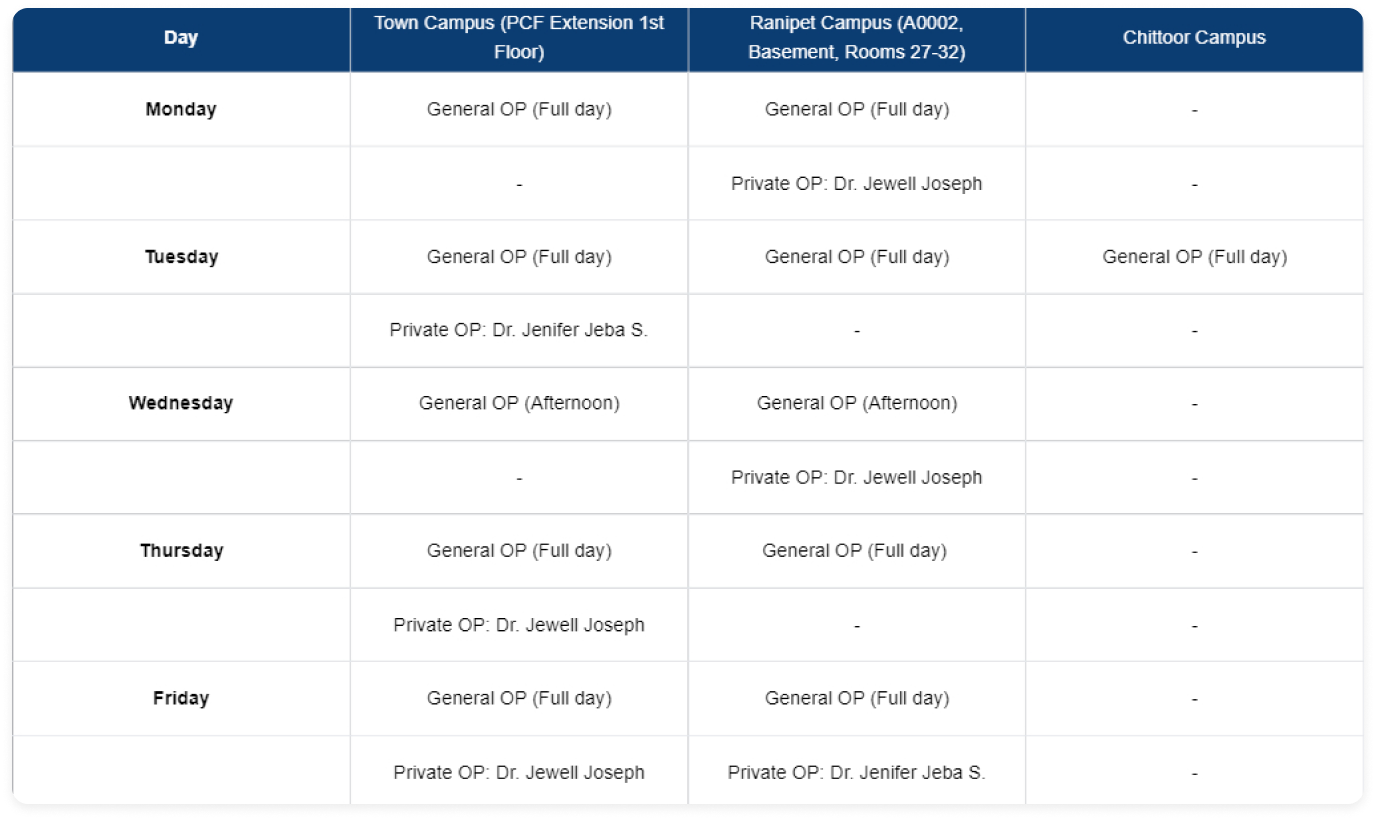 Day Town Campus (PCF Extension 1st Floor) Ranipet Campus (A0002, Basement, Rooms 27-32) Chittoor Campus
Monday General OP (Full day) General OP (Full day) -
- Private OP: Dr. Jewell Joseph -
Tuesday General OP (Full day) General OP (Full day) General OP (Full day)
Private OP: Dr. Jenifer Jeba S. - -
Wednesday General OP (Afternoon) General OP (Afternoon) -
- Private OP: Dr. Jewell Joseph -
Thursday General OP (Full day) General OP (Full day) -
Private OP: Dr. Jewell Joseph - -
Friday General OP (Full day) General OP (Full day) -
Private OP: Dr. Jewell Joseph Private OP: Dr. Jenifer Jeba S. -